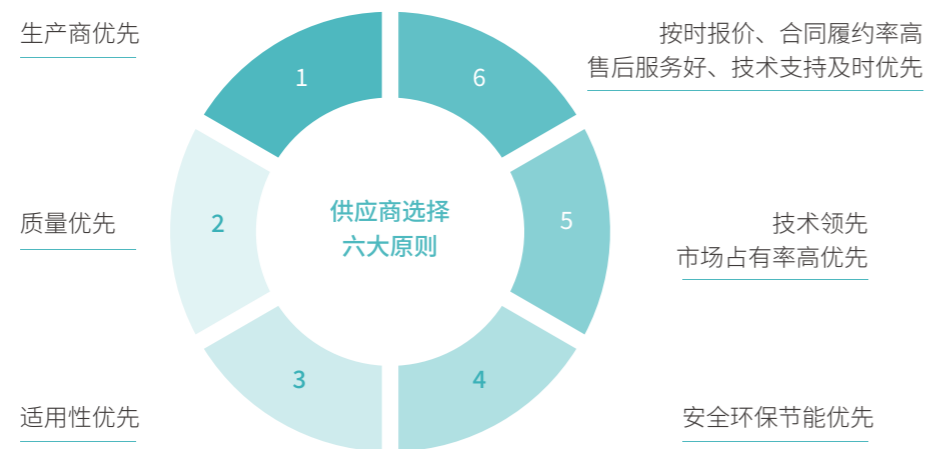 生产商优先
1
质量优先
2
适用性优先
3
供应商选择
六大原则
4
安全环保节能优先
5
技术领先
市场占有率高优先
6
按时报价、合同履约率高
售后服务好、技术支持及时优先